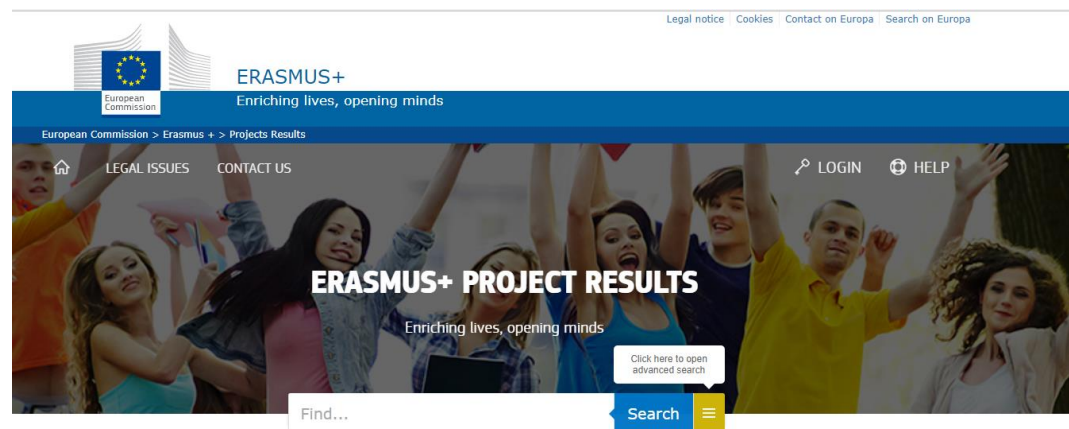 Legal notice Cookies Contact on Europa Search on Europa
ERASMUS+
European
Commission
Enriching lives, opening minds
European Commission > Erasmus + > Projects Results
LEGAL ISSUES CONTACT US LOGIN HELP
ERASMUS+ PROJECT RESULTS
Enriching lives, opening minds
Click here to open
advanced search
Find... Search